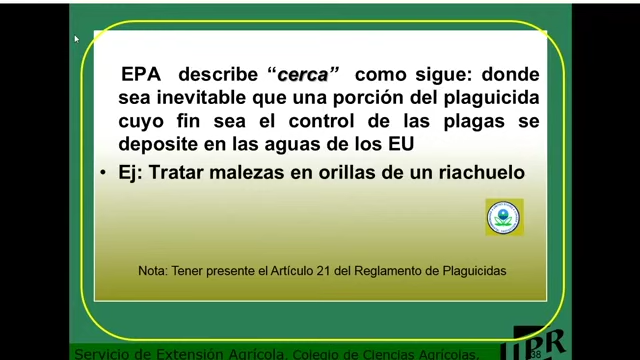 EPA describe “cerca” como sigue: donde
sea inevitable que una porción del plaguicida
cuyo fin sea el control de las plagas se
deposite en las aguas de los EU
• Ej: Tratar malezas en orillas de un riachuelo
Nota: Tener presente el Artículo 21 del Reglamento de Plaguicidas
Servicio de Extensión Agrícola, Colegio de Ciencias Agrícolas,
UPR
38